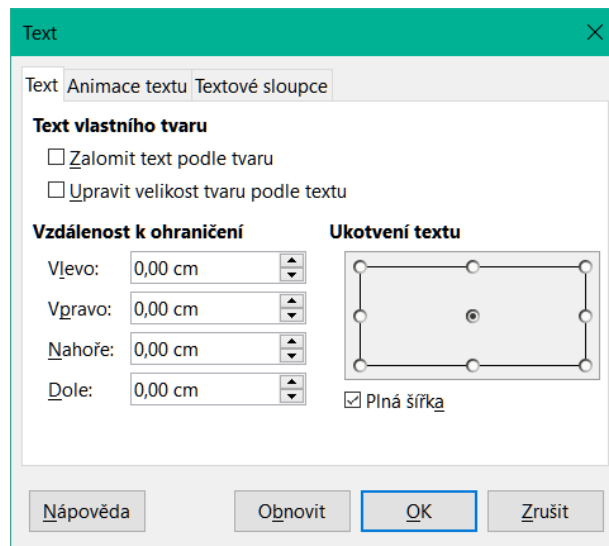 Text
Text Animace textu Textové sloupce
Text vlastního tvaru
Zalomit text podle tvaru
Upravit velikost tvaru podle textu
Vzdálenost k ohraničení
Vlevo: 0,00 cm
Vpravo: 0,00 cm
Nahoře: 0,00 cm
Dole: 0,00 cm
Ukotvení textu
Plná šířka
Nápověda Obnovit OK Zrušit